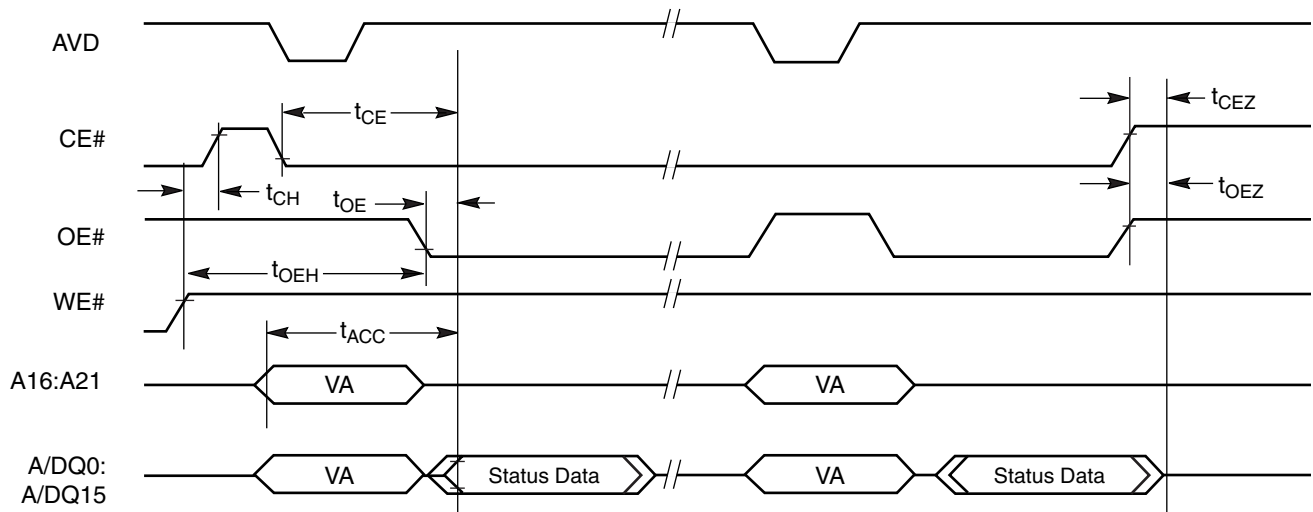 AVD
CE#
tCE
tCEZ
tCH
tOE
tOEZ
OE#
tOEH
WE#
tACC
A16:A21
VA
VA
A/DQ0:
A/DQ15
VA
Status Data
VA
Status Data